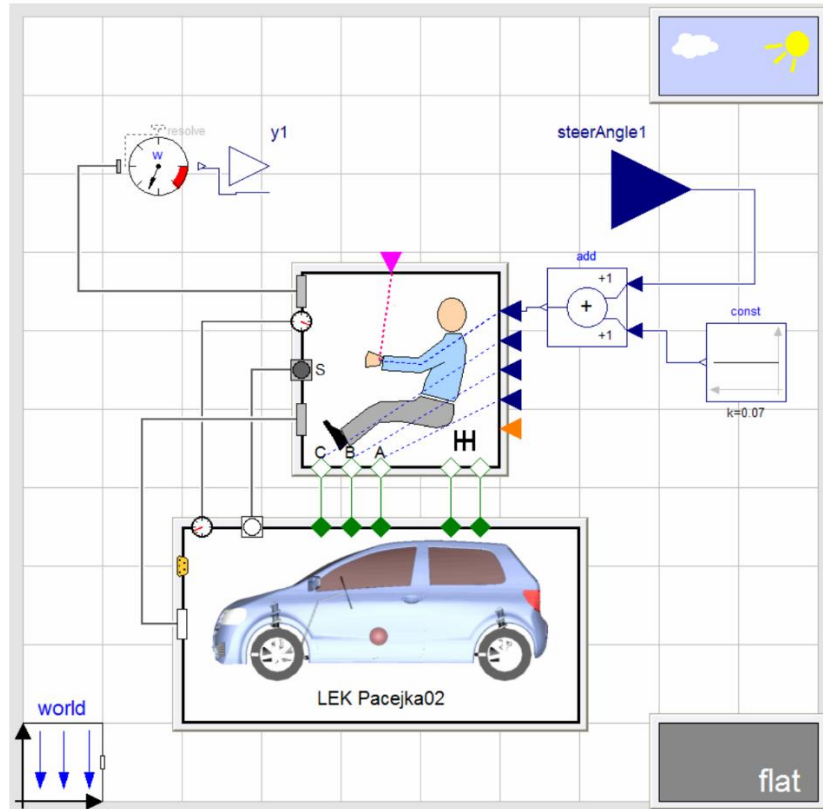 resolve
y1
w
steerAngle1
add
+1
+
+1
const
k=0.07
S
C B A
LEK Pacejka02
world
flat